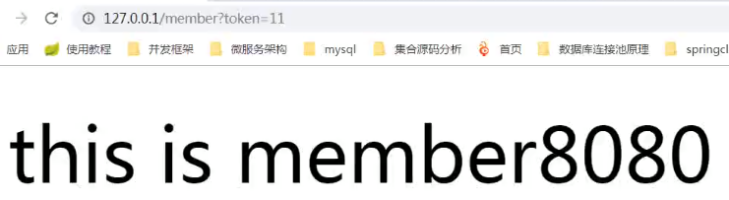 127.0.0.1/member?token=11
应用 使用教程 开发框架 微服务架构 mysql 集合源码分析 首页 数据库连接池原理 springcl
this is member8080